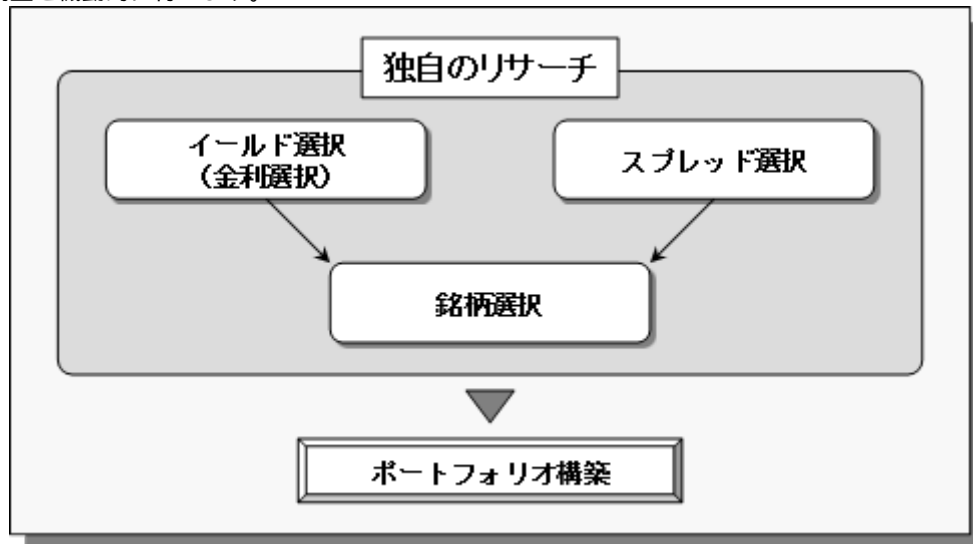 独自のリサーチ
イールド選択
（金利選択）
スプレッド選択
銘柄選択
ポートフォリオ構築